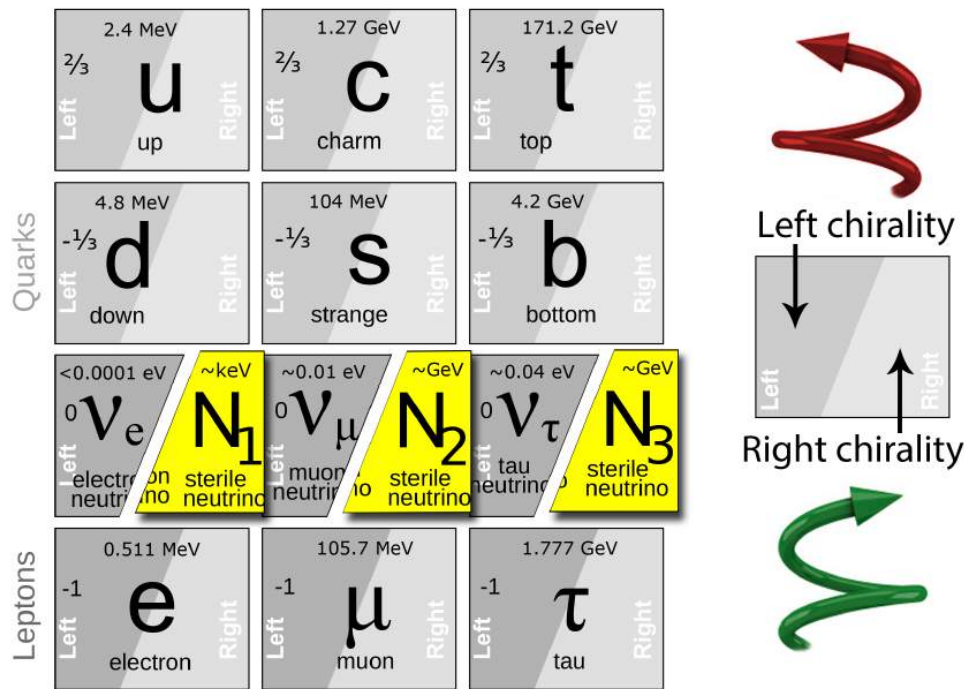 2.4 MeV
⅔
u
Left
Right
up
1.27 GeV
⅔
c
Left
Right
charm
171.2 GeV
⅔
t
Left
Right
top
Quarks
4.8 MeV
-⅓
d
Left
Right
down
104 MeV
-⅓
s
Left
Right
strange
4.2 GeV
-⅓
b
Left
Right
bottom
<0.0001 eV
0
νe
Left
electron
neutrino
~keV
N1
sterile
neutrino
~0.01 eV
0
νμ
Left
muon
neutrino
~GeV
N2
sterile
neutrino
~0.04 eV
0
ντ
Left
tau
neutrino
~GeV
N3
sterile
neutrino
Leptons
0.511 MeV
-1
e
Left
Right
electron
105.7 MeV
-1
μ
Left
Right
muon
1.777 GeV
-1
τ
Left
Right
tau
Left chirality
Left
Right
Right chirality